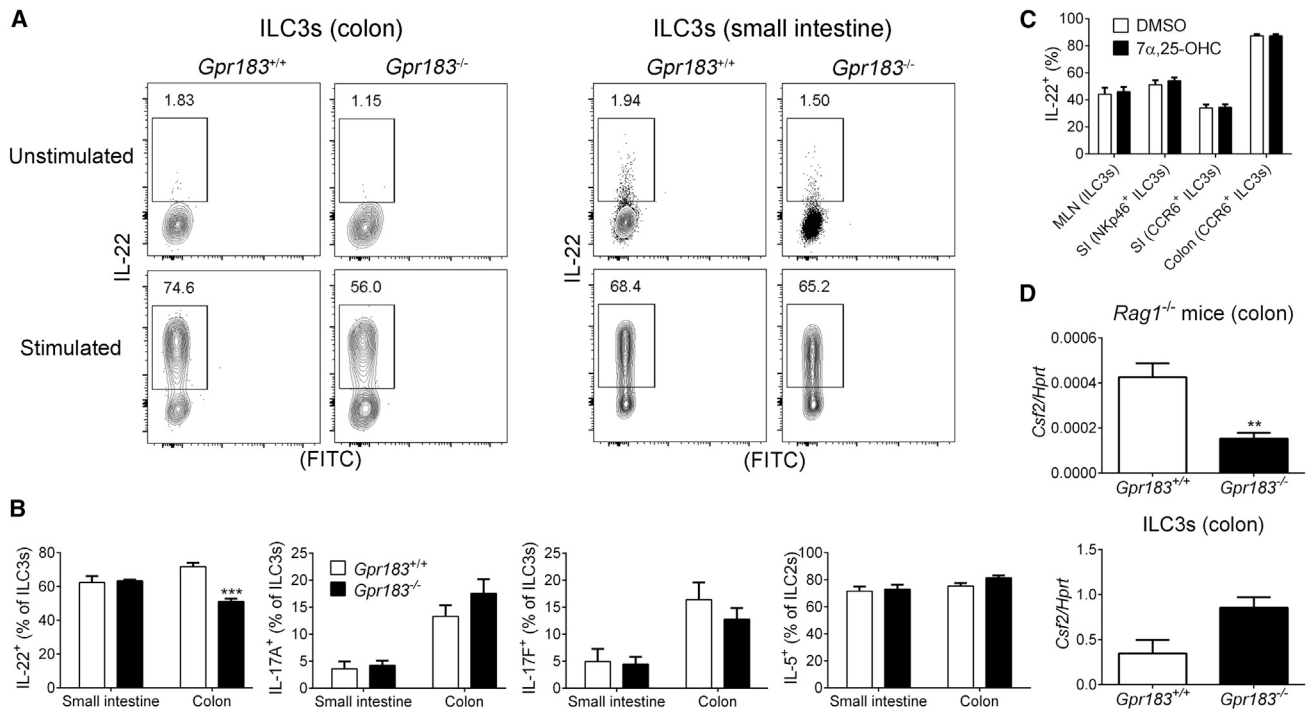 A
ILC3s (colon)
ILC3s (small intestine)
Gpr183+/+
Gpr183-/-
Gpr183+/+
Gpr183-/-
Unstimulated
1.83
1.15
1.94
1.50
IL-22
IL-22
Stimulated
74.6
56.0
68.4
65.2
(FITC)
(FITC)
B
IL-22+ (% of ILC3s)
80
60
40
20
0
***
Small intestine
Colon
IL-17A+ (% of ILC3s)
25
20
15
10
5
0
Gpr183+/+
Gpr183-/-
Small intestine
Colon
IL-17F+ (% of ILC3s)
25
20
15
10
5
0
Small intestine
Colon
IL-5+ (% of ILC2s)
100
80
60
40
20
0
Small intestine
Colon
C
IL-22+ (%)
100
80
60
40
20
0
DMSO
7α,25-OHC
MLN (ILC3s)
SI (NKp46+ ILC3s)
SI (CCR6+ ILC3s)
Colon (CCR6+ ILC3s)
D
Rag1-/- mice (colon)
Csf2/Hprt
0.0006
0.0004
0.0002
0.0000
**
Gpr183+/+
Gpr183-/-
ILC3s (colon)
Csf2/Hprt
1.5
1.0
0.5
0.0
Gpr183+/+
Gpr183-/-